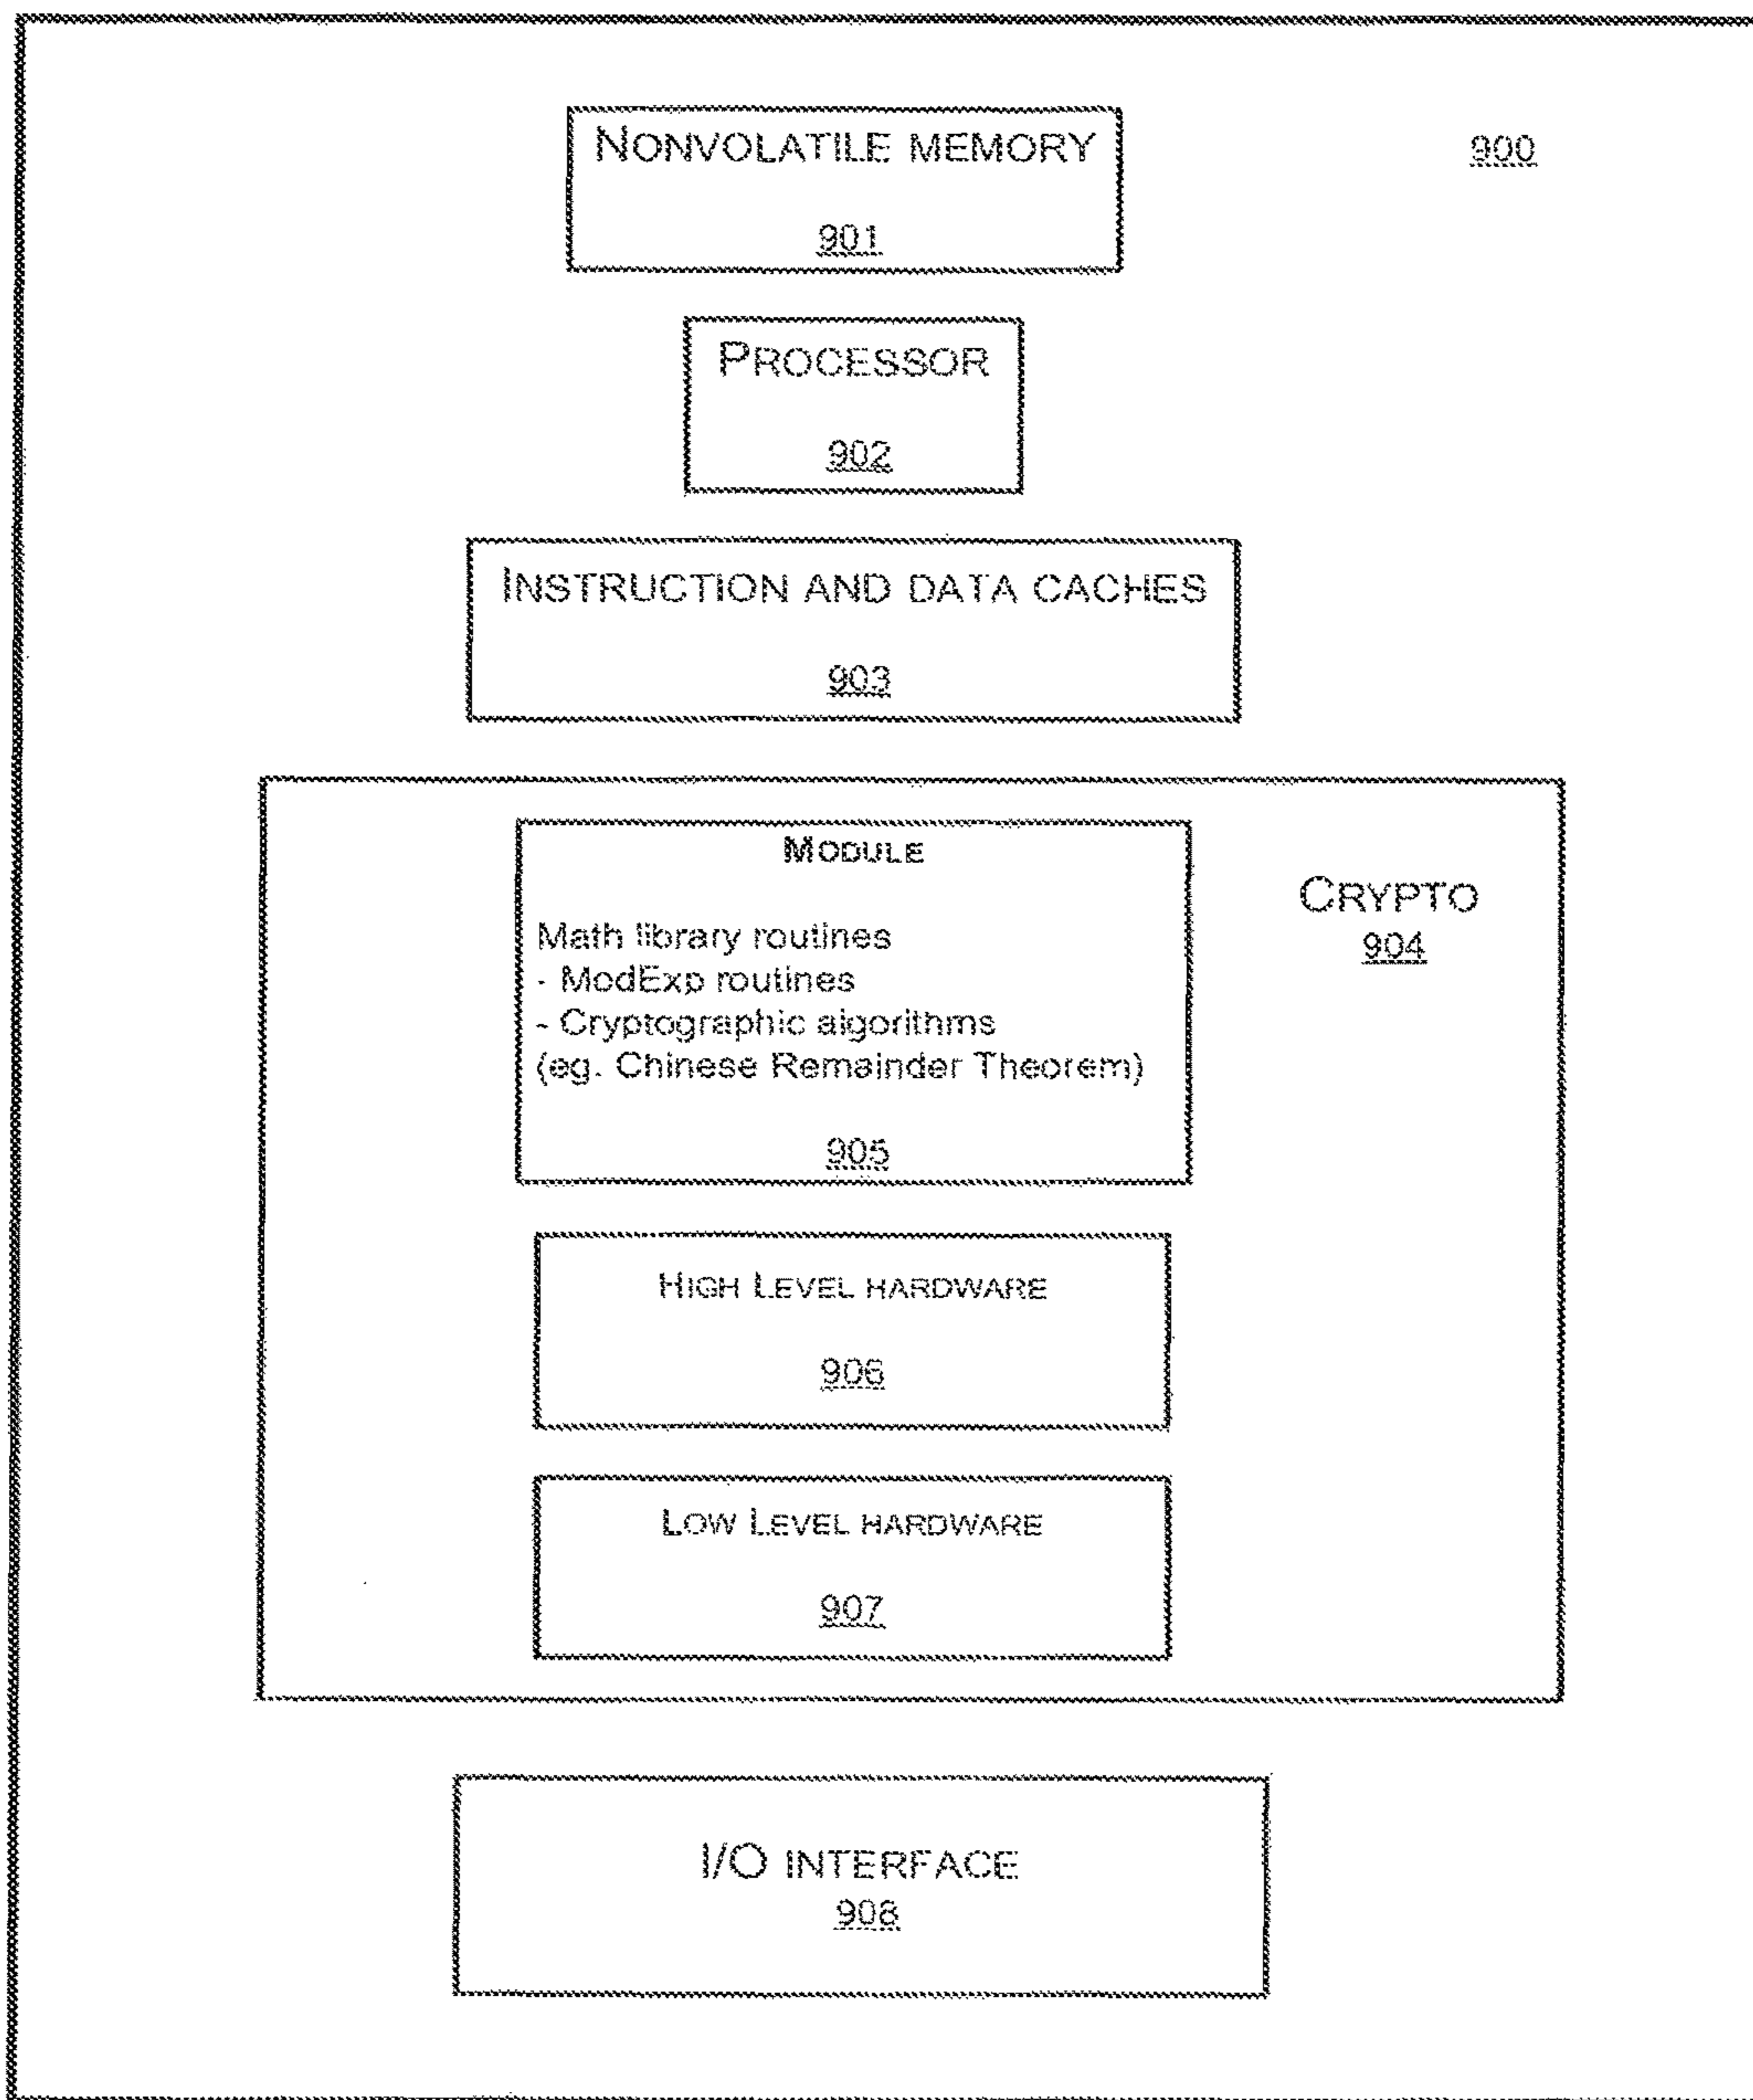 NONVOLATILE MEMORY
900
901
PROCESSOR
902
INSTRUCTION AND DATA CACHES
903
MODULE
CRYPTO
904
Math library routines
- ModExp routines
- Cryptographic algorithms
(eg. Chinese Remainder Theorem)
905
HIGH LEVEL HARDWARE
906
LOW LEVEL HARDWARE
907
I/O INTERFACE
908